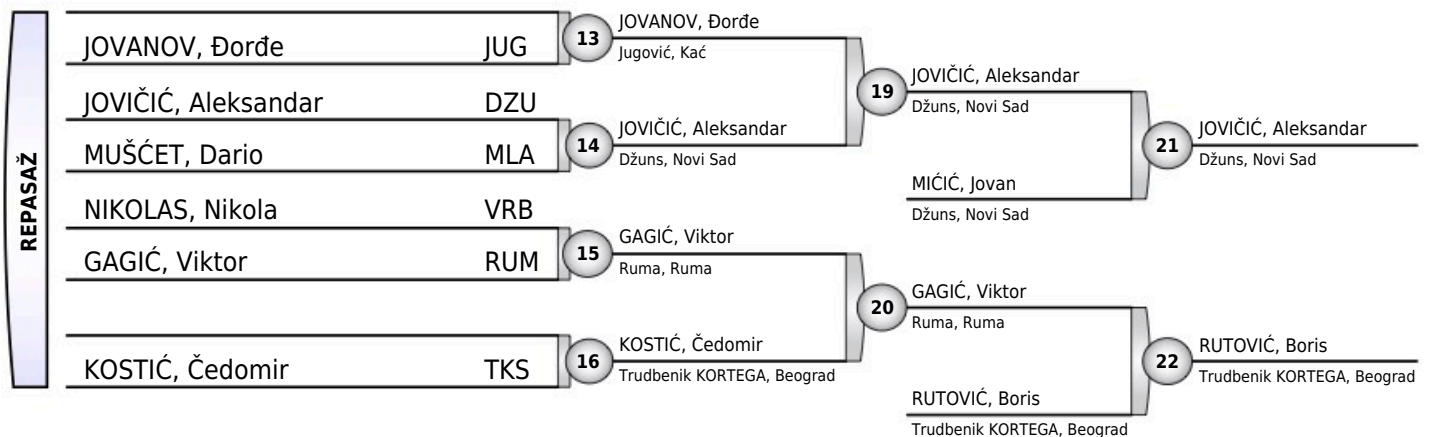 REPASAŽ
JOVANOV, Đorđe JUG
JOVIČIĆ, Aleksandar DZU
MUŠĆET, Dario MLA
NIKOLAS, Nikola VRB
GAGIĆ, Viktor RUM
KOSTIĆ, Čedomir TKS
13
JOVANOV, Đorđe
Jugović, Kać
14
JOVIČIĆ, Aleksandar
Džuns, Novi Sad
15
GAGIĆ, Viktor
Ruma, Ruma
16
KOSTIĆ, Čedomir
Trudbenik KORTEGA, Beograd
19
JOVIČIĆ, Aleksandar
Džuns, Novi Sad
MIĆIĆ, Jovan
Džuns, Novi Sad
20
GAGIĆ, Viktor
Ruma, Ruma
RUTOVIĆ, Boris
Trudbenik KORTEGA, Beograd
21
JOVIČIĆ, Aleksandar
Džuns, Novi Sad
22
RUTOVIĆ, Boris
Trudbenik KORTEGA, Beograd